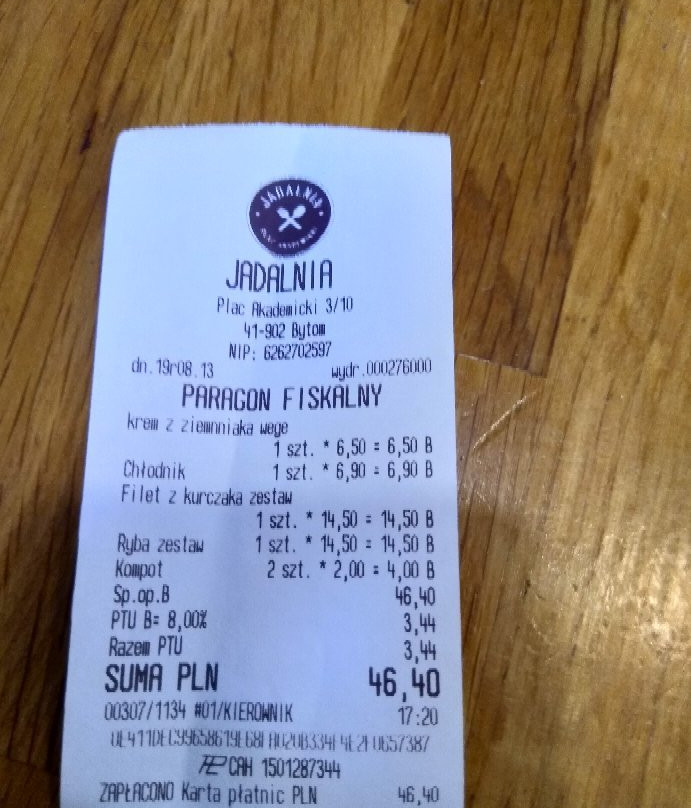 JADALNIA
JADALNIA
Plac Akademicki 3/10
41-902 Bytom
NIP: 6262702597
dn.19r08.13 wydr.000276000
PARAGON FISKALNY
krem z ziemnniaka wege
1 szt. * 6,50 = 6,50 B
Chłodnik 1 szt. * 6,90 = 6,90 B
Filet z kurczaka zestaw
1 szt. * 14,50 = 14,50 B
Ryba zestaw 1 szt. * 14,50 = 14,50 B
Kompot 2 szt. * 2,00 = 4,00 B
Sp.op.B 46,40
PTU B= 8,00% 3,44
Razem PTU 3,44
SUMA PLN 46,40
00307/1134 #01/KIEROWNIK 17:20
CAH 1501287344
ZAPŁACONO Karta płatnic PLN 46,40